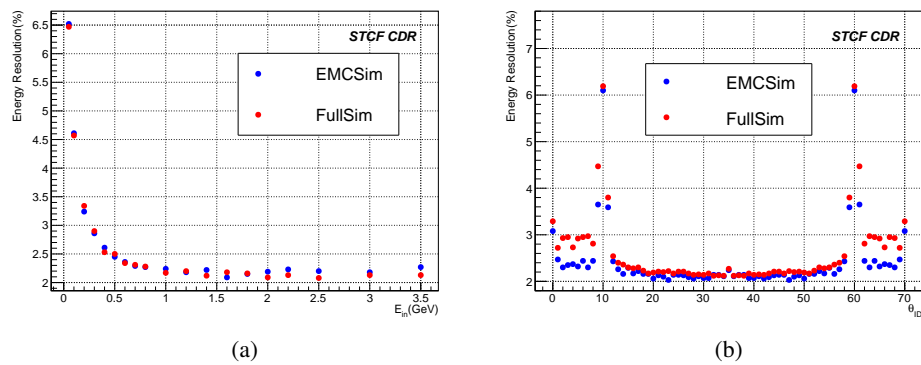 Energy Resolution(%)
6.5
6
5.5
5
4.5
4
3.5
3
2.5
2
STCF CDR
EMCSim
FullSim
0
0.5
1
1.5
2
2.5
3
3.5
E_in(GeV)
(a)
Energy Resolution(%)
7
6
5
4
3
2
STCF CDR
EMCSim
FullSim
0
10
20
30
40
50
60
70
θ_ID
(b)